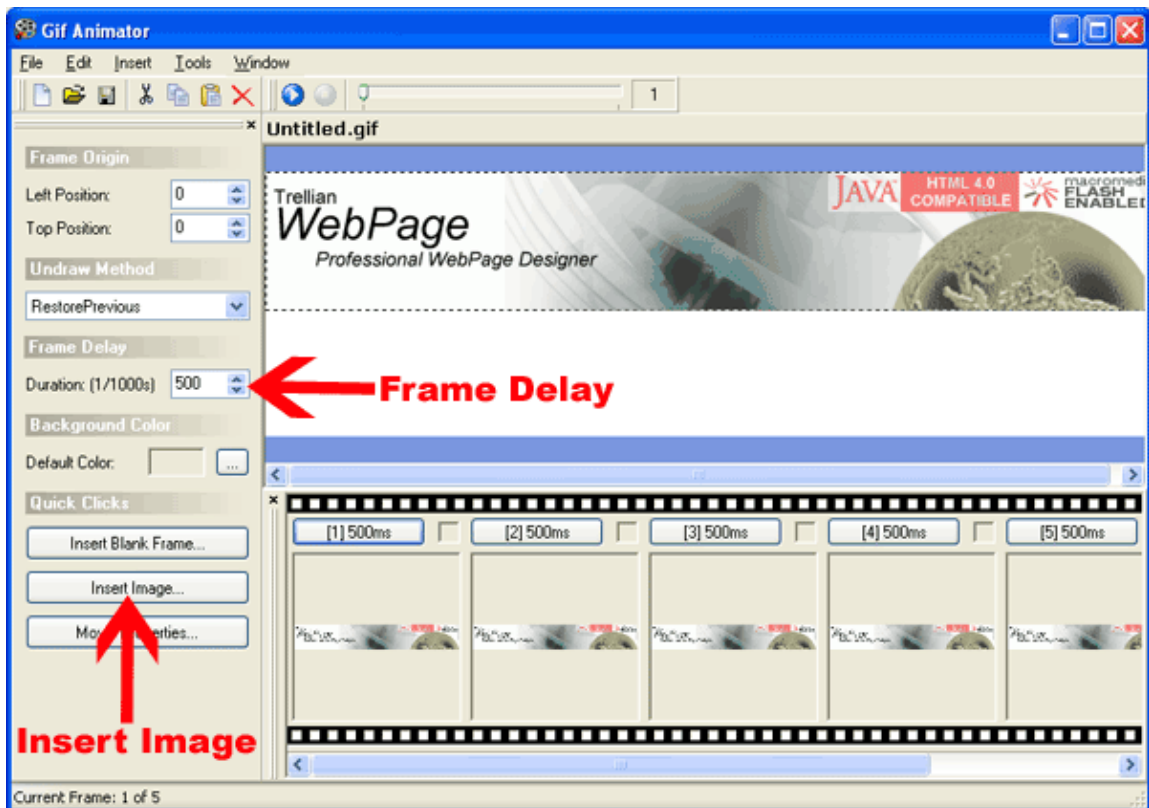 Gif Animator
File Edit Insert Tools Window
1
Untitled.gif
Frame Origin
Left Position: 0
Top Position: 0
Undraw Method
RestorePrevious
Frame Delay
Duration: (1/1000s) 500
Frame Delay
Background Color
Default Color: ...
Quick Clicks
Insert Blank Frame...
Insert Image...
Insert Image
Trellian
WebPage
Professional WebPage Designer
JAVA
HTML 4.0
COMPATIBLE
macromedi
FLASH
ENABLE
[1] 500ms [2] 500ms [3] 500ms [4] 500ms [5] 500ms
Current Frame: 1 of 5